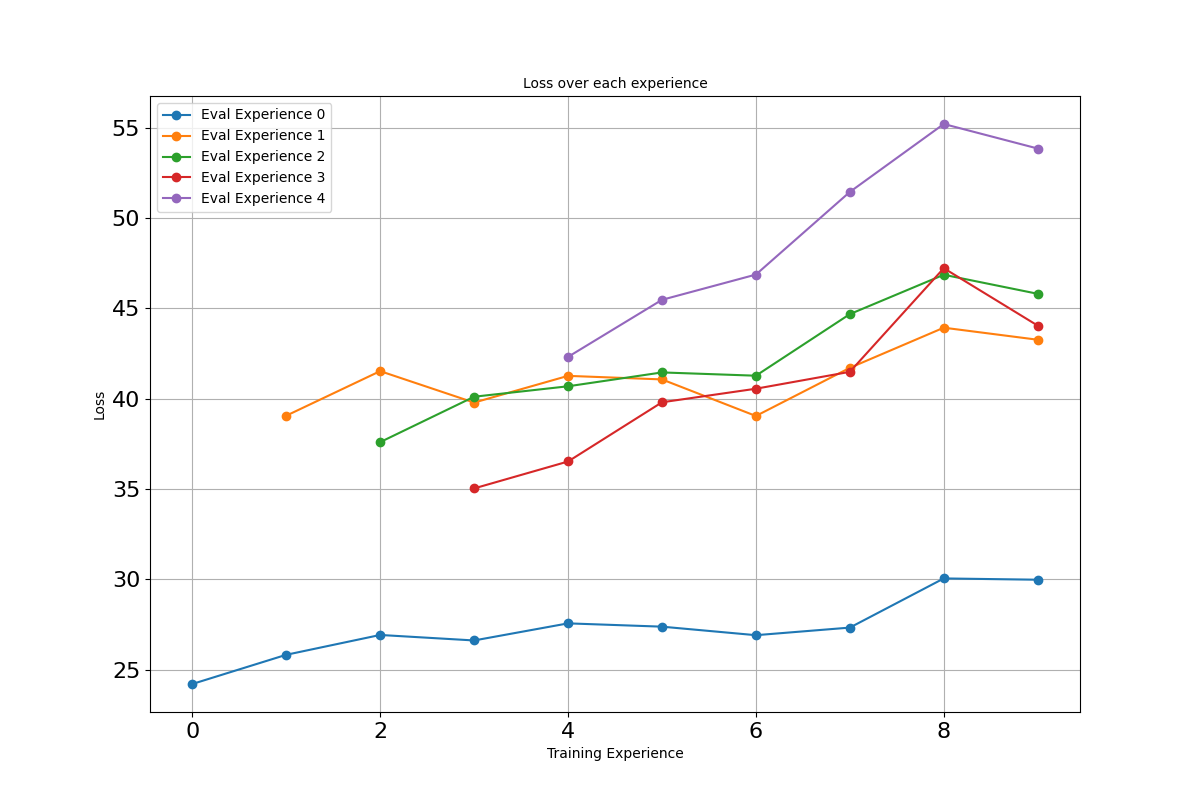 Loss over each experience
Eval Experience 0
Eval Experience 1
Eval Experience 2
Eval Experience 3
Eval Experience 4
55
50
45
40
35
30
25
Loss
0 2 4 6 8
Training Experience